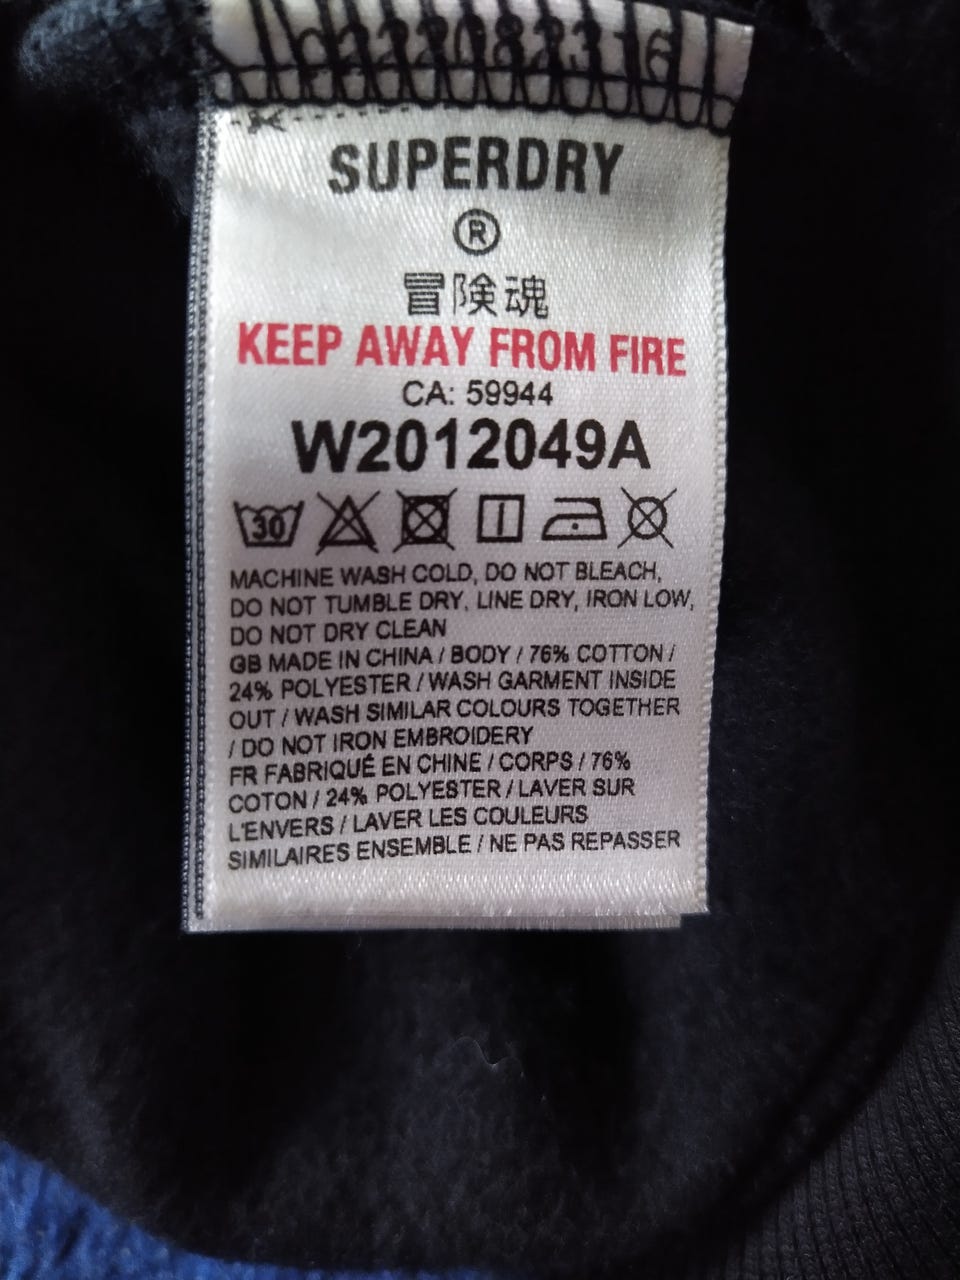 SUPERDRY
®
冒険魂
KEEP AWAY FROM FIRE
CA: 59944
W2012049A
30
MACHINE WASH COLD, DO NOT BLEACH,
DO NOT TUMBLE DRY, LINE DRY, IRON LOW,
DO NOT DRY CLEAN
GB MADE IN CHINA / BODY / 76% COTTON /
24% POLYESTER / WASH GARMENT INSIDE
OUT / WASH SIMILAR COLOURS TOGETHER
/ DO NOT IRON EMBROIDERY
FR FABRIQUÉ EN CHINE / CORPS / 76%
COTON / 24% POLYESTER / LAVER SUR
L'ENVERS / LAVER LES COULEURS
SIMILAIRES ENSEMBLE / NE PAS REPASSER